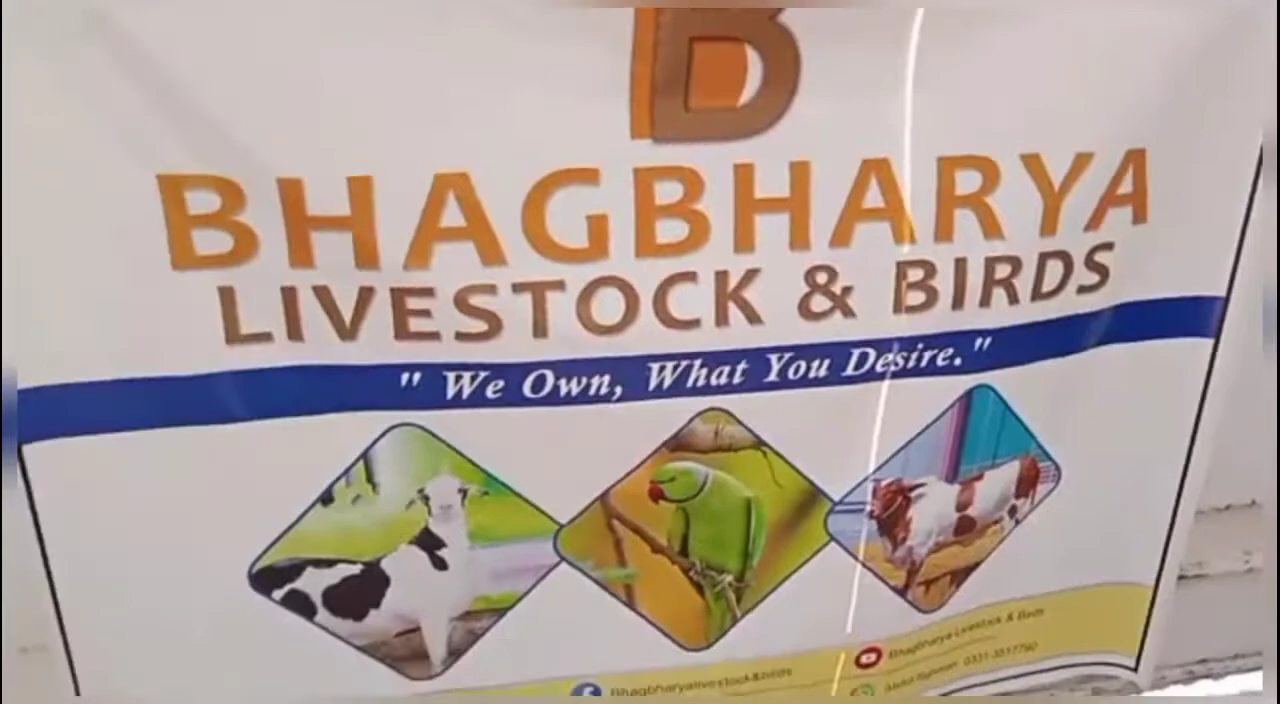 B
BHAGBHARYA
LIVESTOCK & BIRDS
" We Own, What You Desire. "
Bhagbharya Livestock & Birds
Bhagbharyalivestock&birds